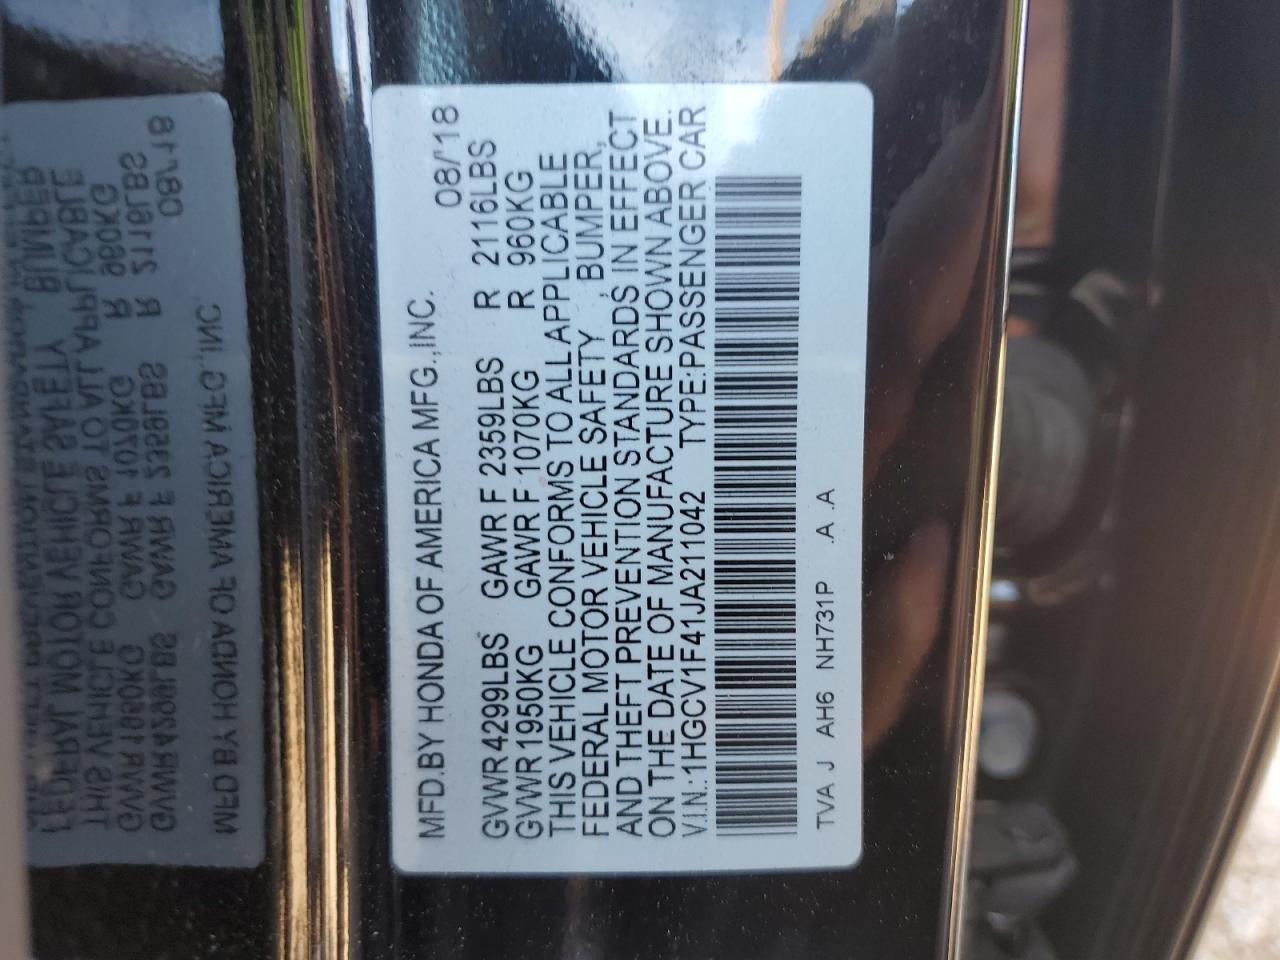 MFD.BY HONDA OF AMERICA MFG.,INC. 08/'18
GVWR 4299LBS GAWR F 2359LBS R 2116LBS
GVWR 1950KG GAWR F 1070KG R 960KG
THIS VEHICLE CONFORMS TO ALL APPLICABLE
FEDERAL MOTOR VEHICLE SAFETY , BUMPER,
AND THEFT PREVENTION STANDARDS IN EFFECT
ON THE DATE OF MANUFACTURE SHOWN ABOVE.
V.I.N.:1HGCV1F41JA211042 TYPE:PASSENGER CAR
TVA J AH6 NH731P .A .A